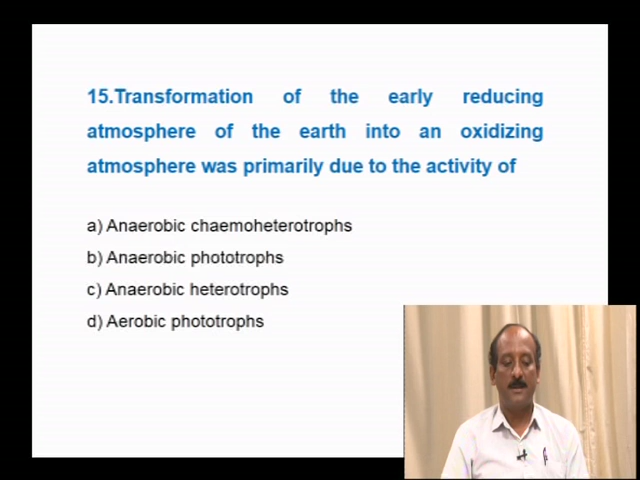 15.Transformation of the early reducing
atmosphere of the earth into an oxidizing
atmosphere was primarily due to the activity of
a) Anaerobic chaemoheterotrophs
b) Anaerobic phototrophs
c) Anaerobic heterotrophs
d) Aerobic phototrophs